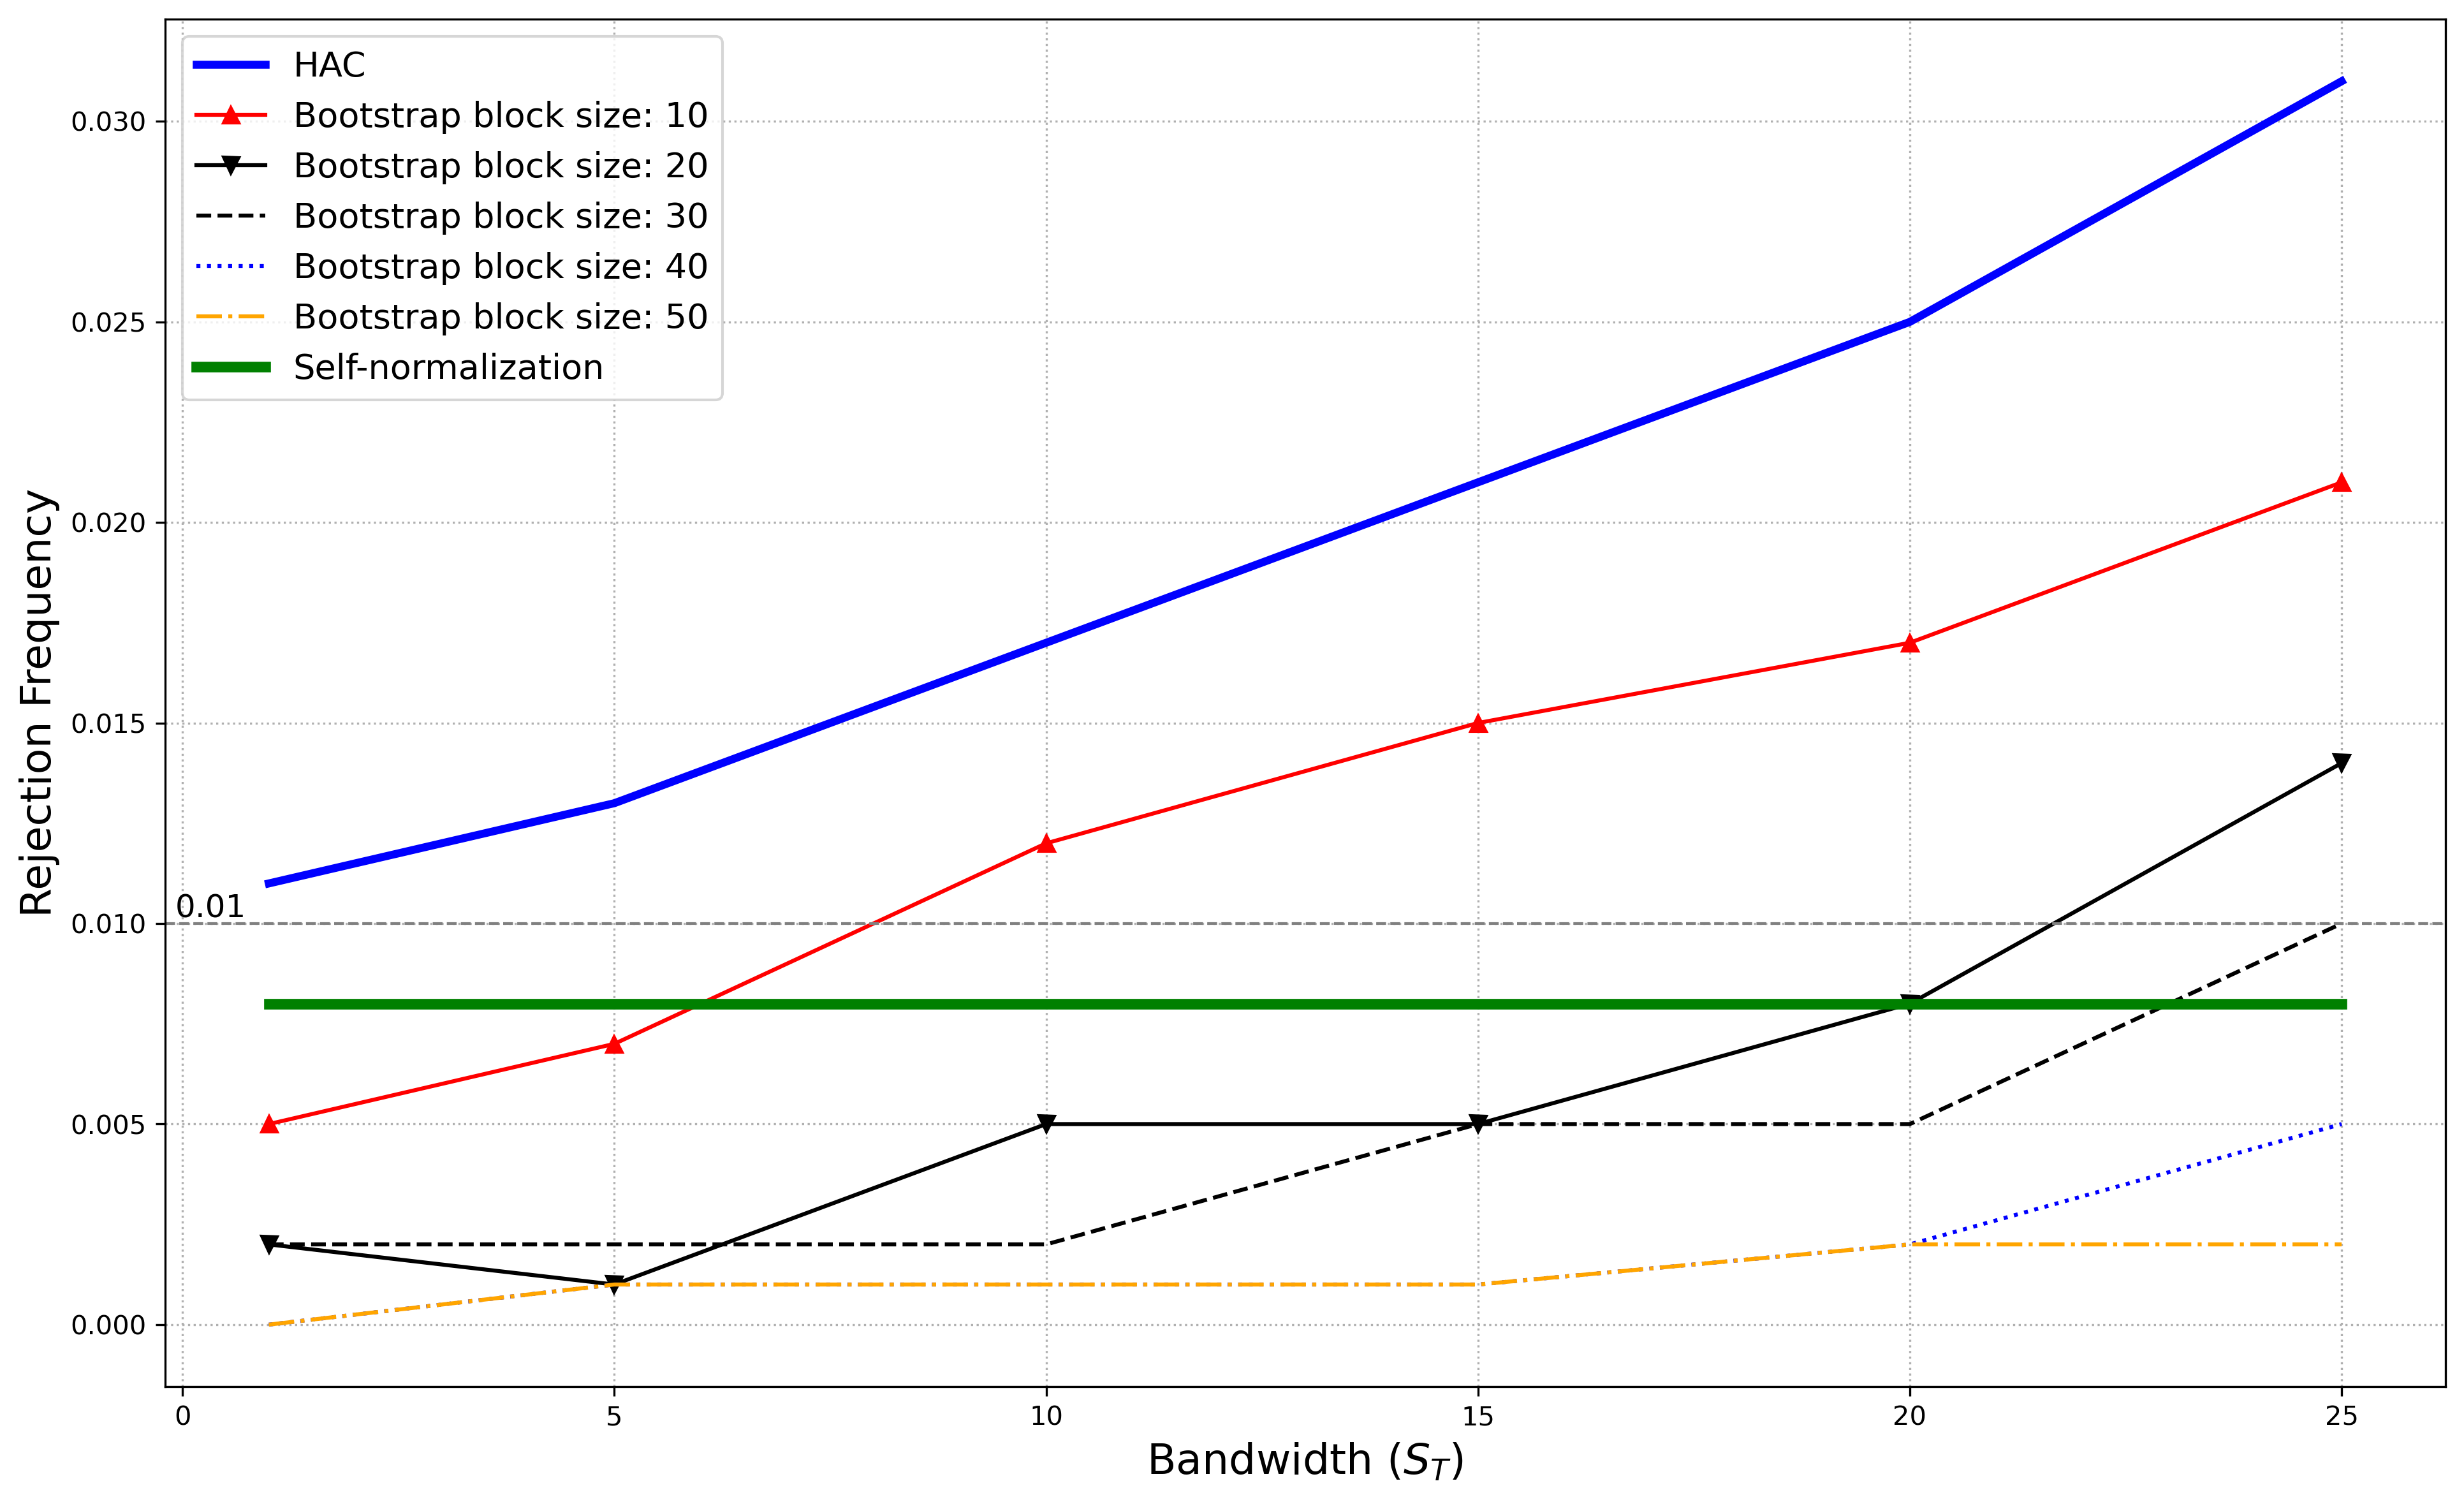 HAC
Bootstrap block size: 10
Bootstrap block size: 20
Bootstrap block size: 30
Bootstrap block size: 40
Bootstrap block size: 50
Self-normalization
Rejection Frequency
0.030
0.025
0.020
0.015
0.010
0.005
0.000
0.01
0 5 10 15 20 25
Bandwidth (S_T)